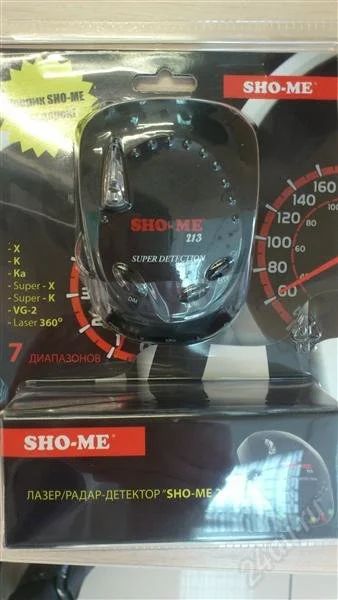 SHO-ME
SHO-ME
SHO-ME
213
SUPER DETECTION
DIM
- X
- K
- Ka
- Super - X
- Super - K
- VG-2
- Laser 360°
7 ДИАПАЗОНОВ
160
140
120
100
80
60
SHO-ME
ЛАЗЕР/РАДАР-ДЕТЕКТОР "SHO-ME